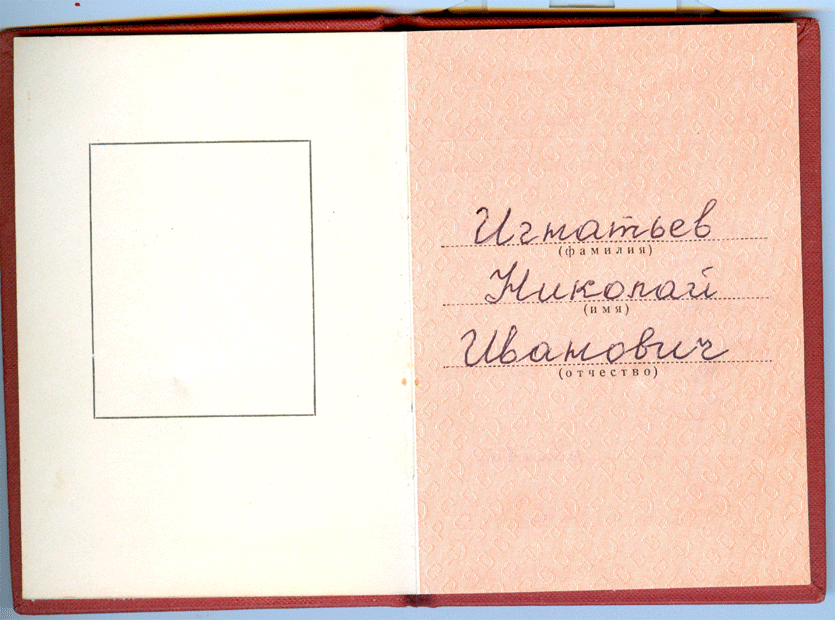 Игнатьев
(фамилия)
Николай
(имя)
Иванович
(отчество)